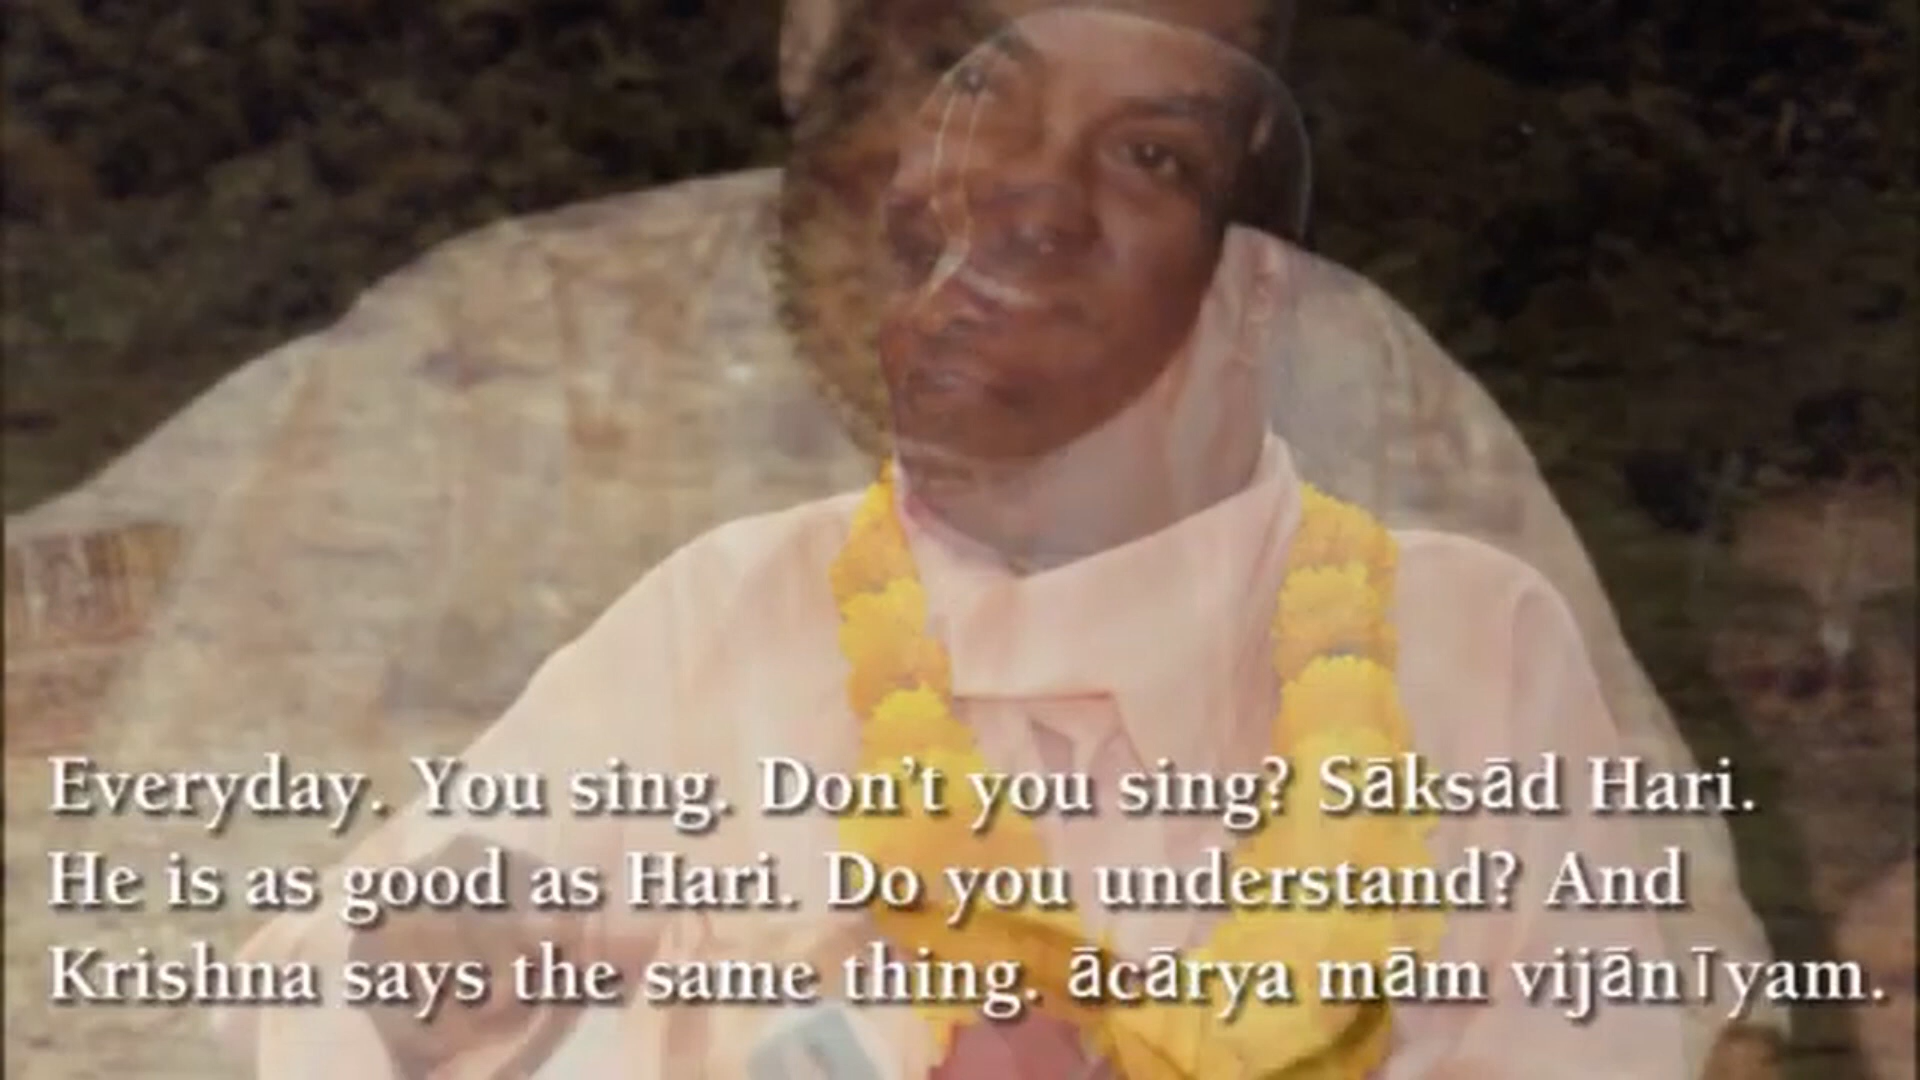 Everyday. You sing. Don't you sing? Sāksād Hari.
He is as good as Hari. Do you understand? And
Krishna says the same thing. ācārya mām vijānīyam.